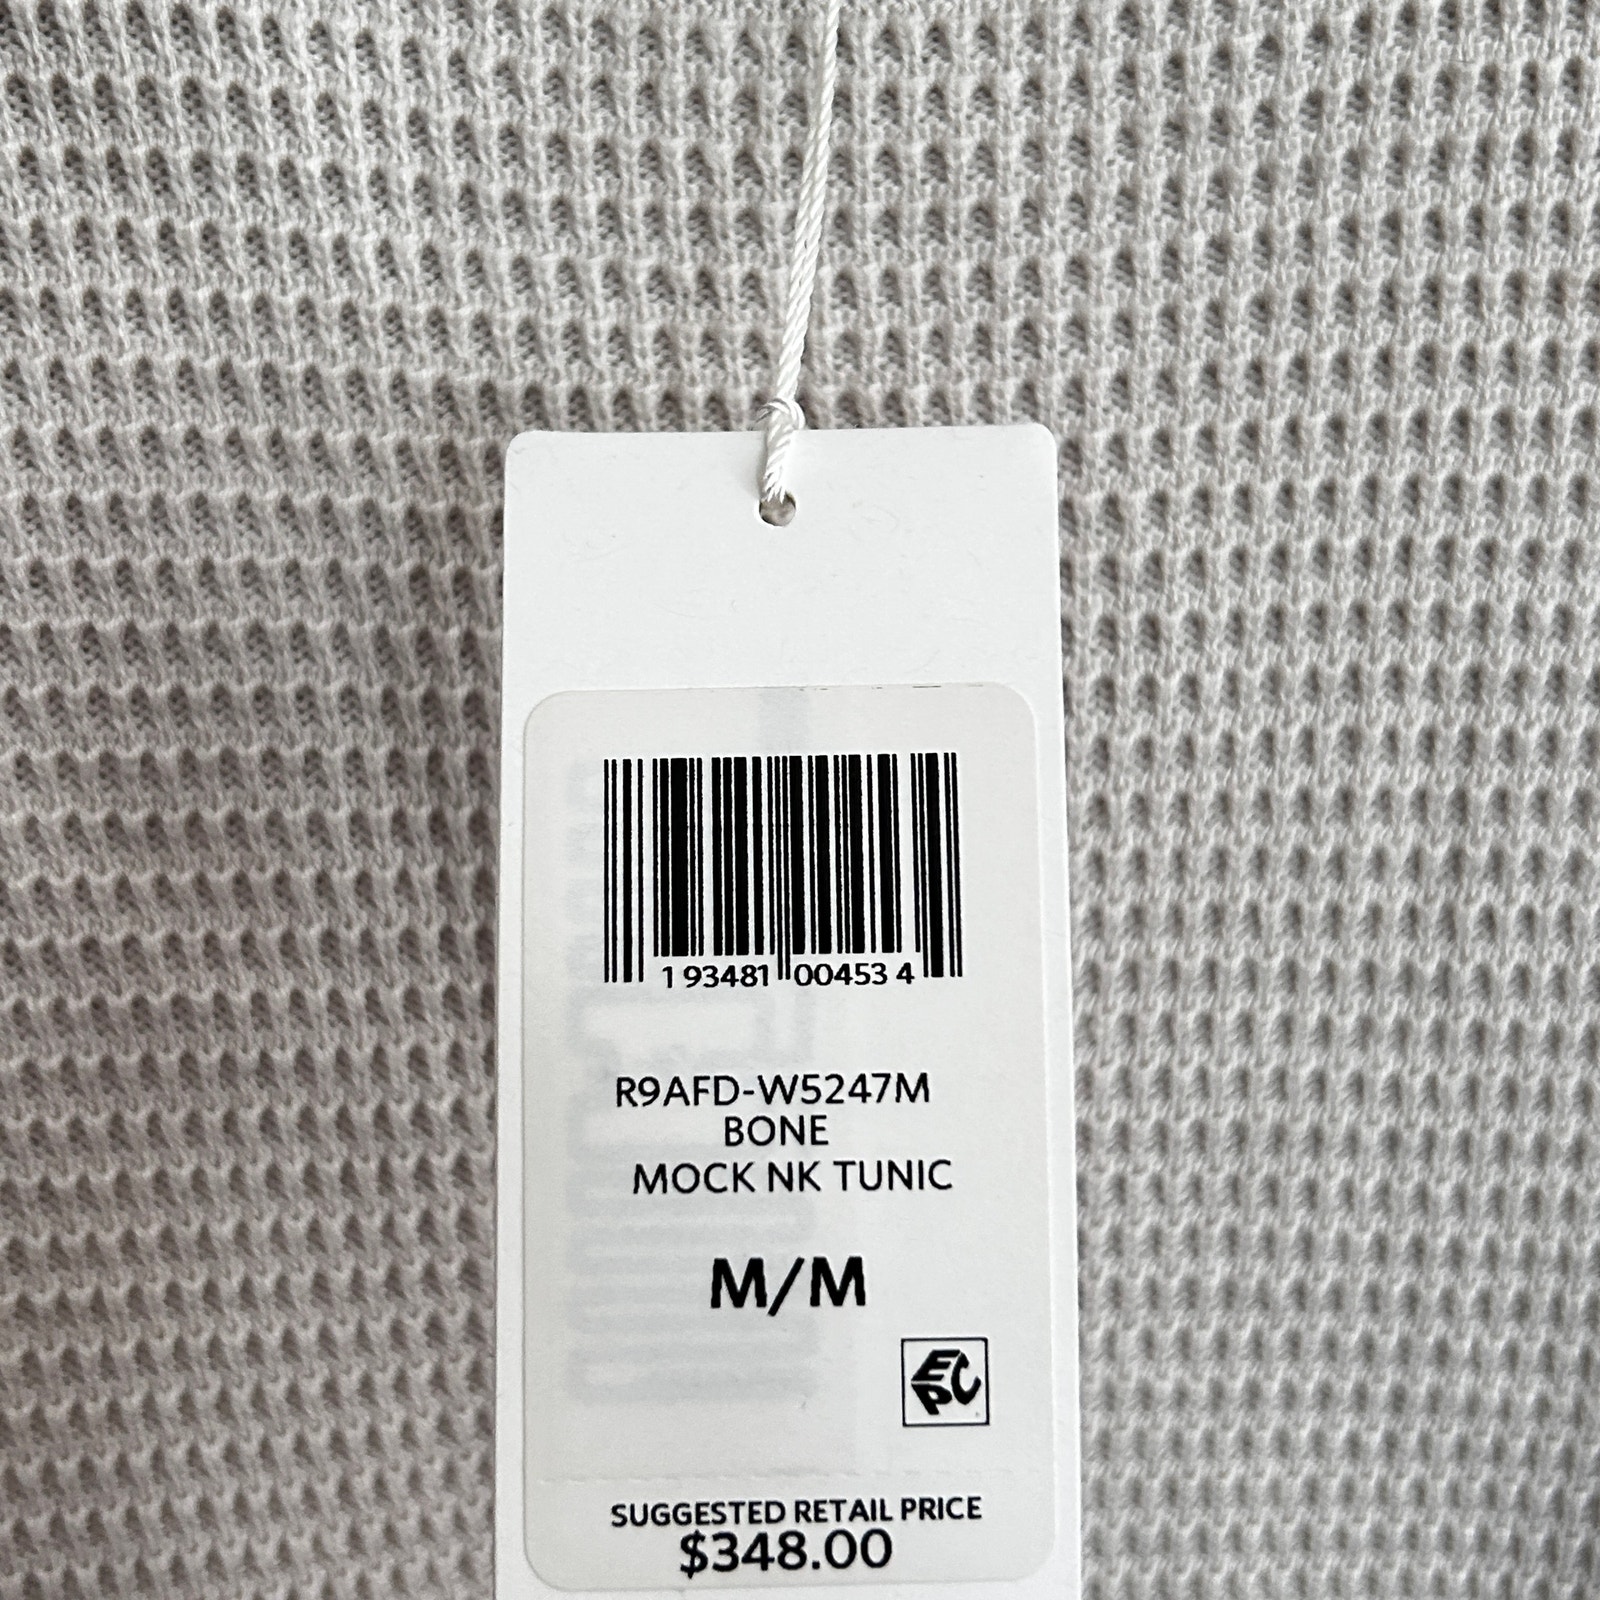 1 93481 00453 4
R9AFD-W5247M
BONE
MOCK NK TUNIC
M/M
EPC
SUGGESTED RETAIL PRICE
$348.00